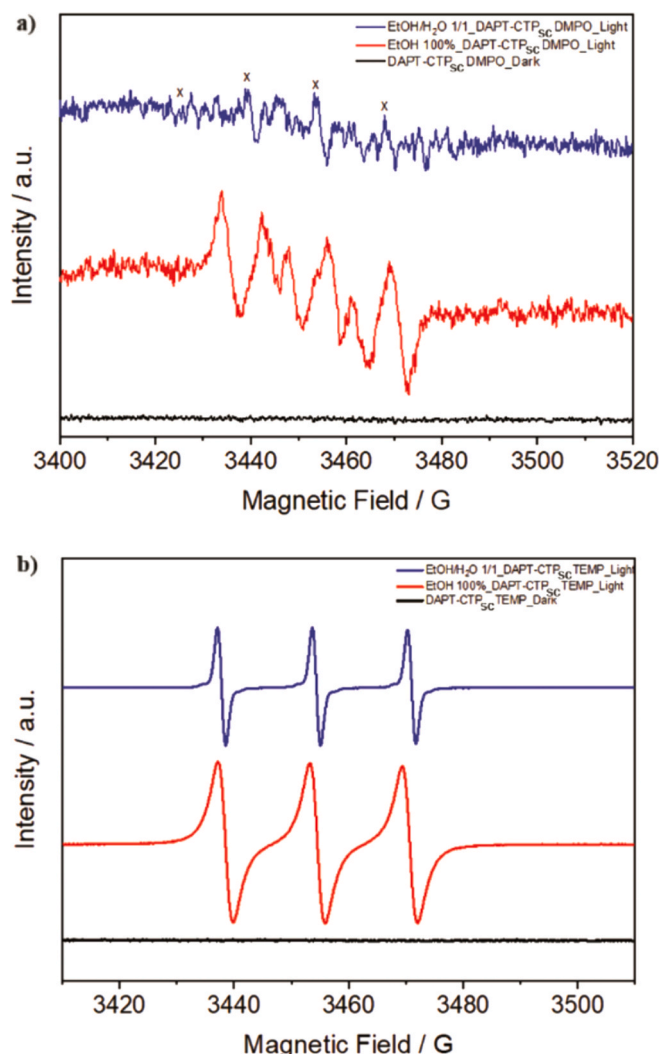 a)
EtOH/H₂O 1/1_DAPT-CTPsc DMPO_Light
EtOH 100%_DAPT-CTPsc DMPO_Light
DAPT-CTPsc DMPO_Dark
x x x x
Intensity / a.u.
3400 3420 3440 3460 3480 3500 3520
Magnetic Field / G
b)
EtOH/H₂O 1/1_DAPT-CTPsc TEMP_Light
EtOH 100%_DAPT-CTPsc TEMP_Light
DAPT-CTPsc TEMP_Dark
Intensity / a.u.
3420 3440 3460 3480 3500
Magnetic Field / G